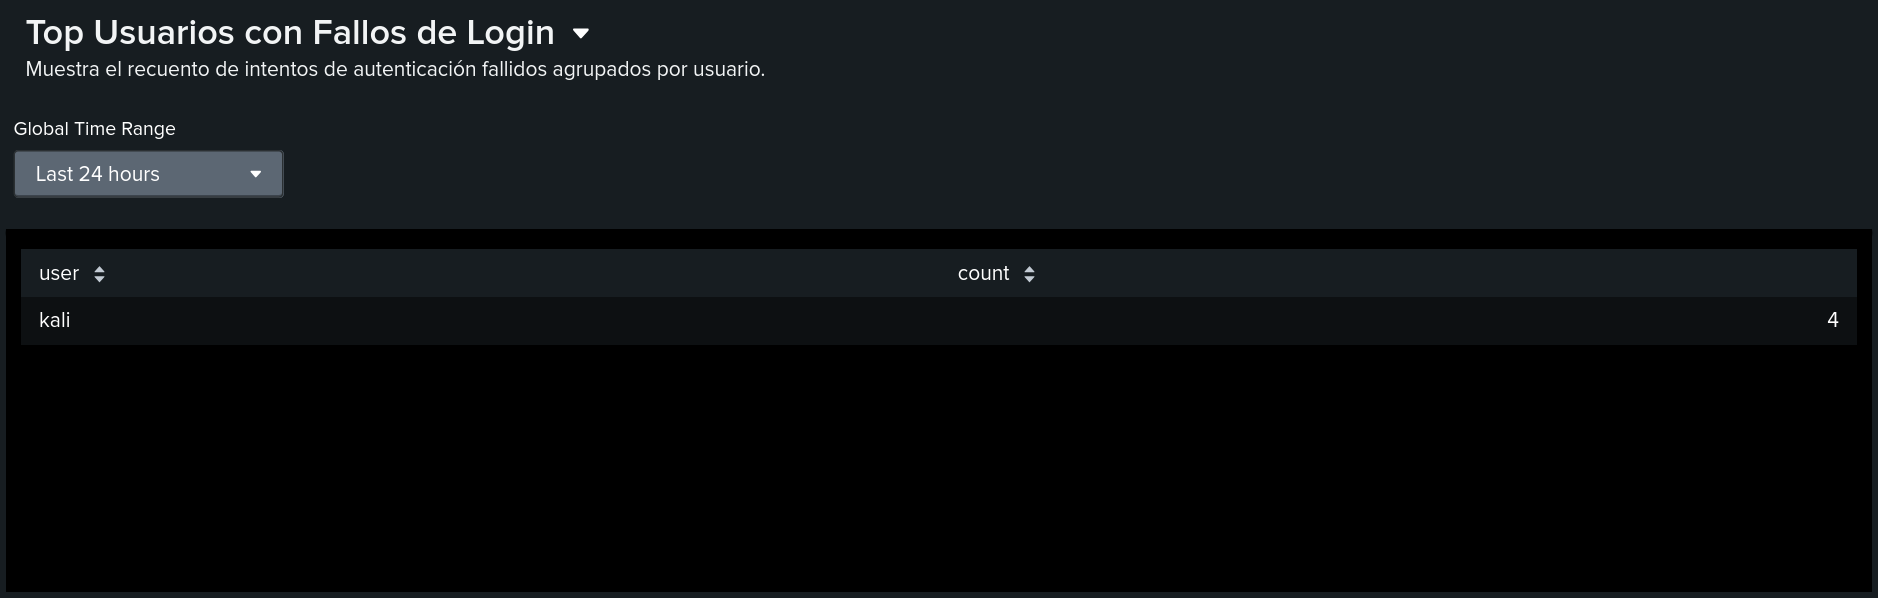 Top Usuarios con Fallos de Login
Muestra el recuento de intentos de autenticación fallidos agrupados por usuario.
Global Time Range
Last 24 hours
user count
kali 4